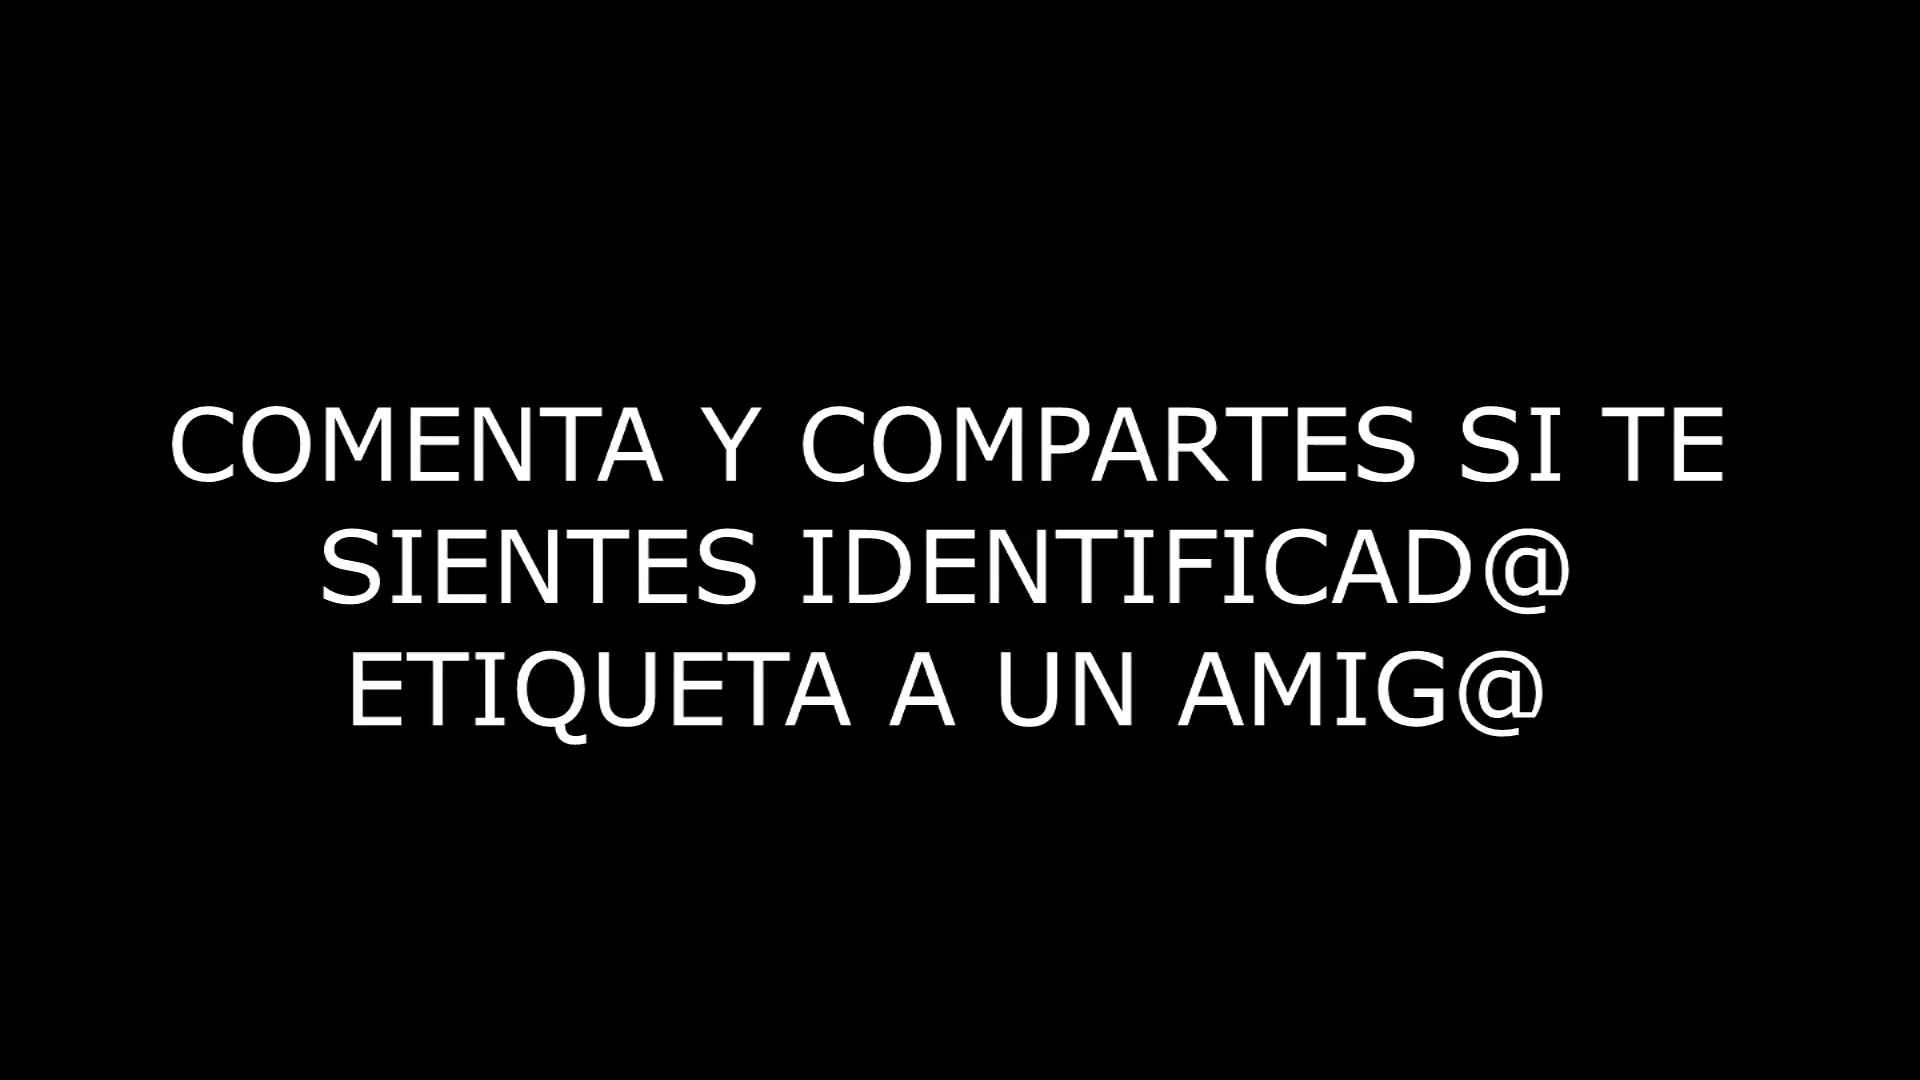 COMENTA Y COMPARTES SI TE
SIENTES IDENTIFICAD@
ETIQUETA A UN AMIG@